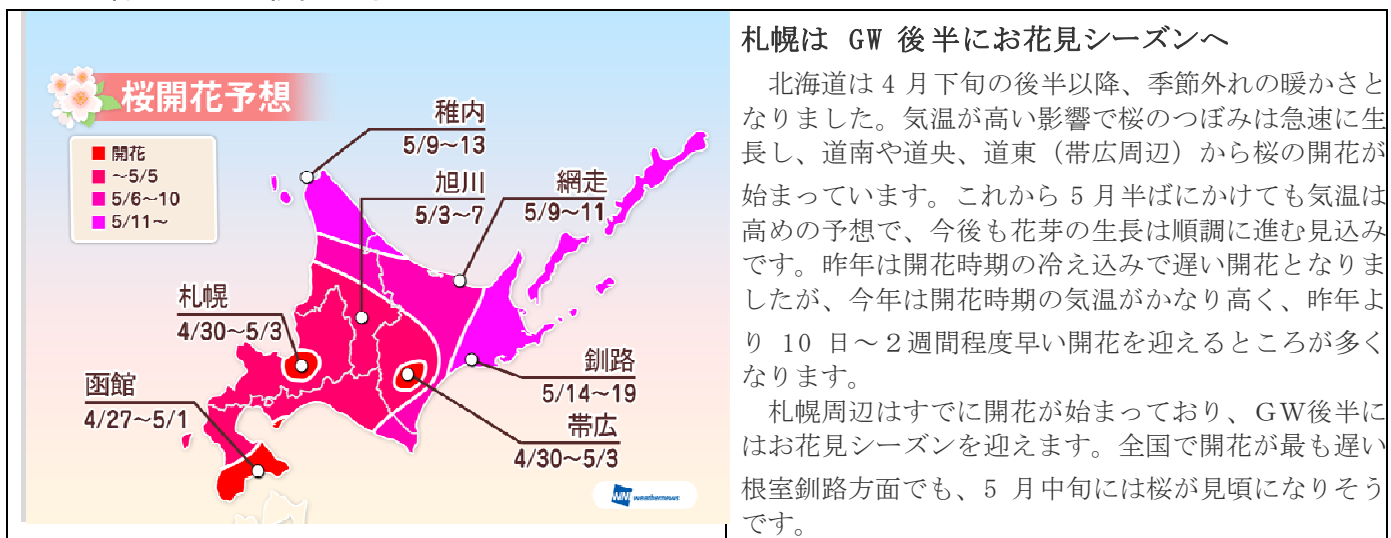 桜開花予想
開花
～5/5
5/6～10
5/11～
稚内
5/9～13
旭川
5/3～7
網走
5/9～11
札幌
4/30～5/3
函館
4/27～5/1
釧路
5/14～19
帯広
4/30～5/3
WNI weathernews
札幌は GW 後半にお花見シーズンへ
北海道は 4 月下旬の後半以降、季節外れの暖かさと
なりました。気温が高い影響で桜のつぼみは急速に生
長し、道南や道央、道東（帯広周辺）から桜の開花が
始まっています。これから 5 月半ばにかけても気温は
高めの予想で、今後も花芽の生長は順調に進む見込み
です。昨年は開花時期の冷え込みで遅い開花となりま
したが、今年は開花時期の気温がかなり高く、昨年よ
り 10 日～２週間程度早い開花を迎えるところが多く
なります。
札幌周辺はすでに開花が始まっており、ＧＷ後半に
はお花見シーズンを迎えます。全国で開花が最も遅い
根室釧路方面でも、5 月中旬には桜が見頃になりそう
です。